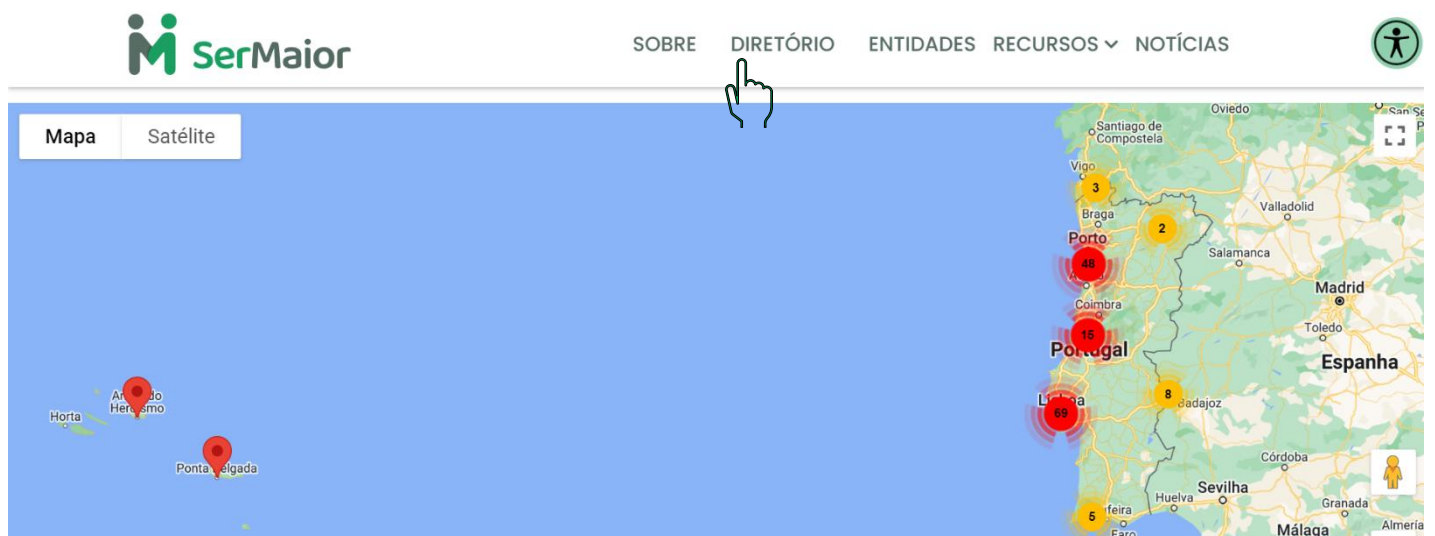 SerMaior
SOBRE DIRETÓRIO ENTIDADES RECURSOS NOTÍCIAS
Mapa Satélite
Oviedo
Santiago de
Compostela
Vigo
3
Braga
Valladolid
2
Porto
48
Salamanca
Coimbra
Madrid
15
Toledo
Portugal
Espanha
8
Badajoz
69
Horta
Ponta Delgada
Córdoba
Sevilha
Huelva
Granada
5
Faro
Málaga
Almería